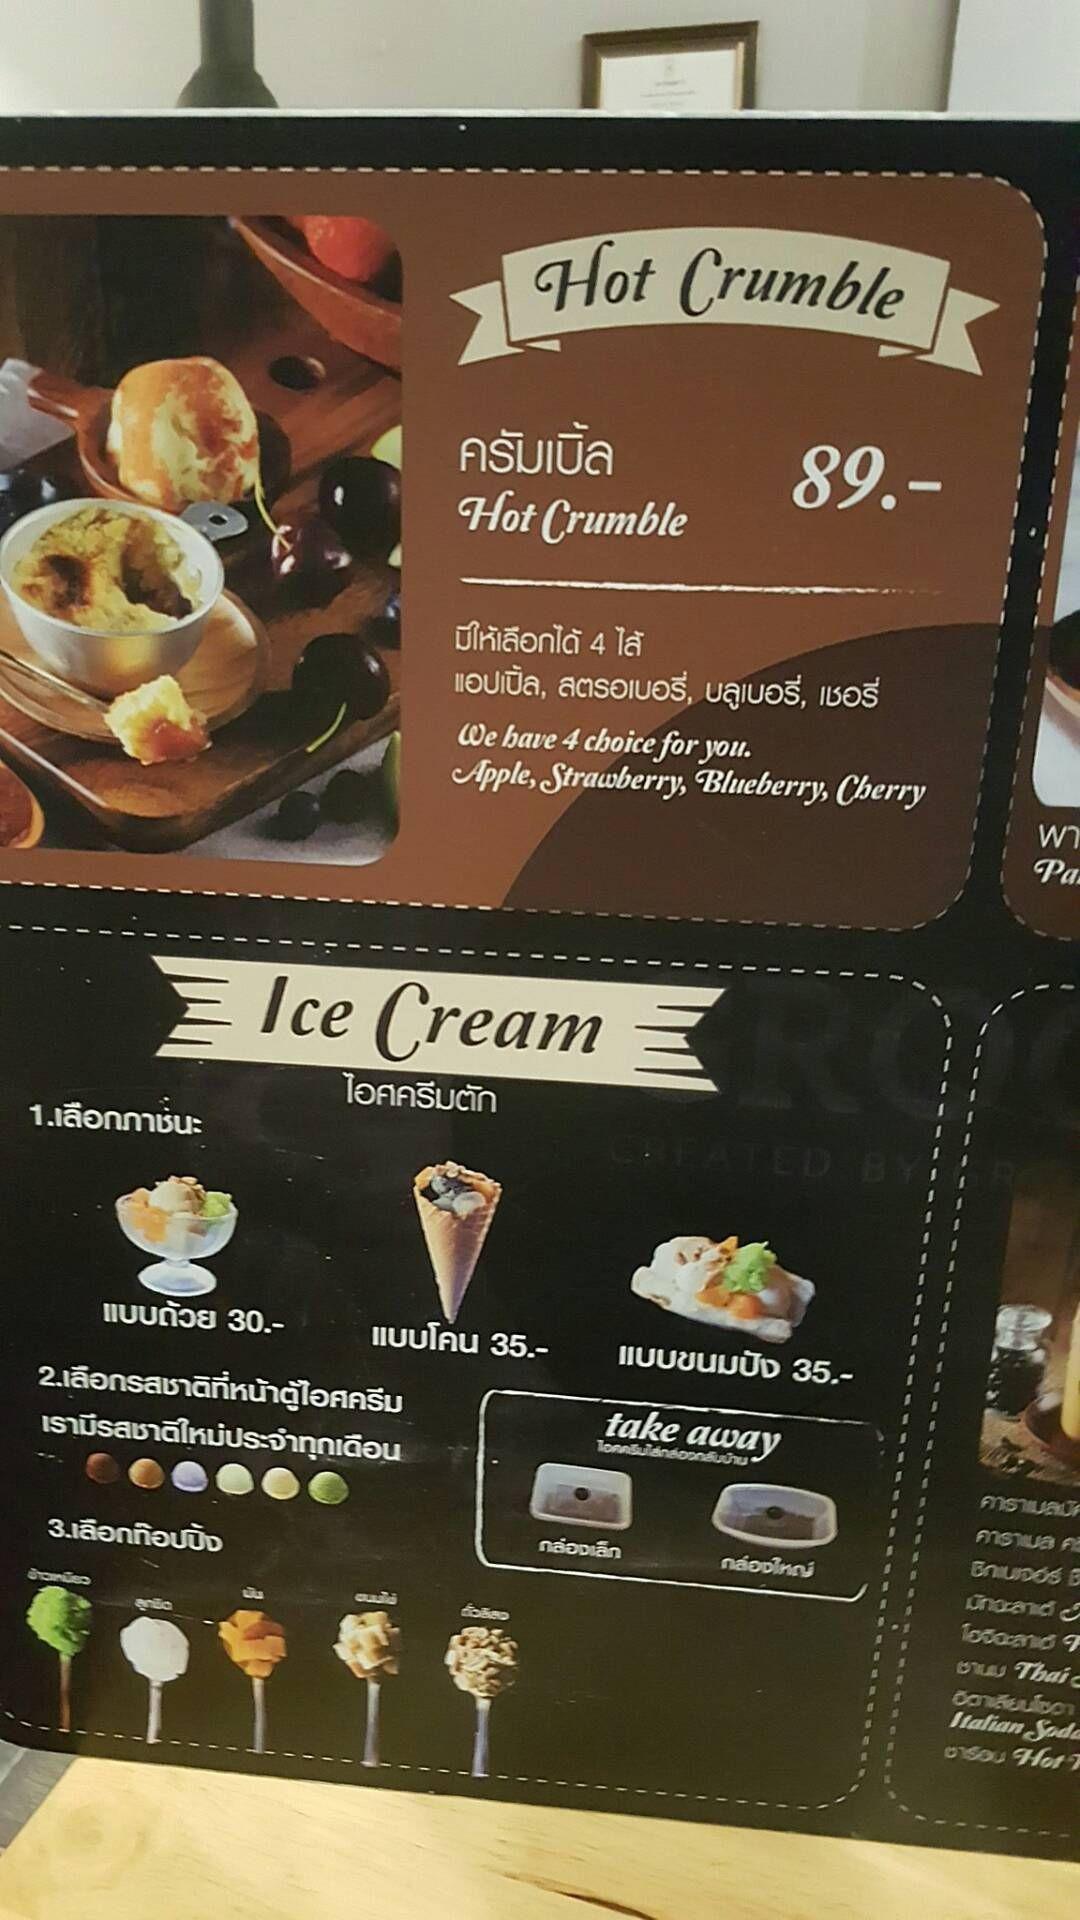 Hot Crumble
ครัมเบิ้ล 89.-
Hot Crumble
มีให้เลือกได้ 4 ไส้
แอปเปิ้ล, สตรอเบอรี่, บลูเบอรี่, เชอรี่
We have 4 choice for you.
Apple, Strawberry, Blueberry, Cherry
พา
Pa
Ice Cream
ไอศครีมตัก
1.เลือกภาชนะ
CREATED BY
แบบถ้วย 30.-
แบบโคน 35.-
แบบขนมปัง 35.-
2.เลือกรสชาติที่หน้าตู้ไอศครีม
เรามีรสชาติใหม่ประจำทุกเดือน
take away
ไอศครีมใส่กล่องกลับบ้าน
กล่องเล็ก
กล่องใหญ่
3.เลือกท๊อปปิ้ง
ข้าวเหนียว
ลูกชิด
มัน
ขนมไข่
ถั่วลิสง
คาราเมลมั
คาราเมล
มัทฉะลาเต้
โฮจิฉะลาเต้
ชานม Thai
อิตาเลียนโซดา
Italian Soda
ชาร้อน Hot T